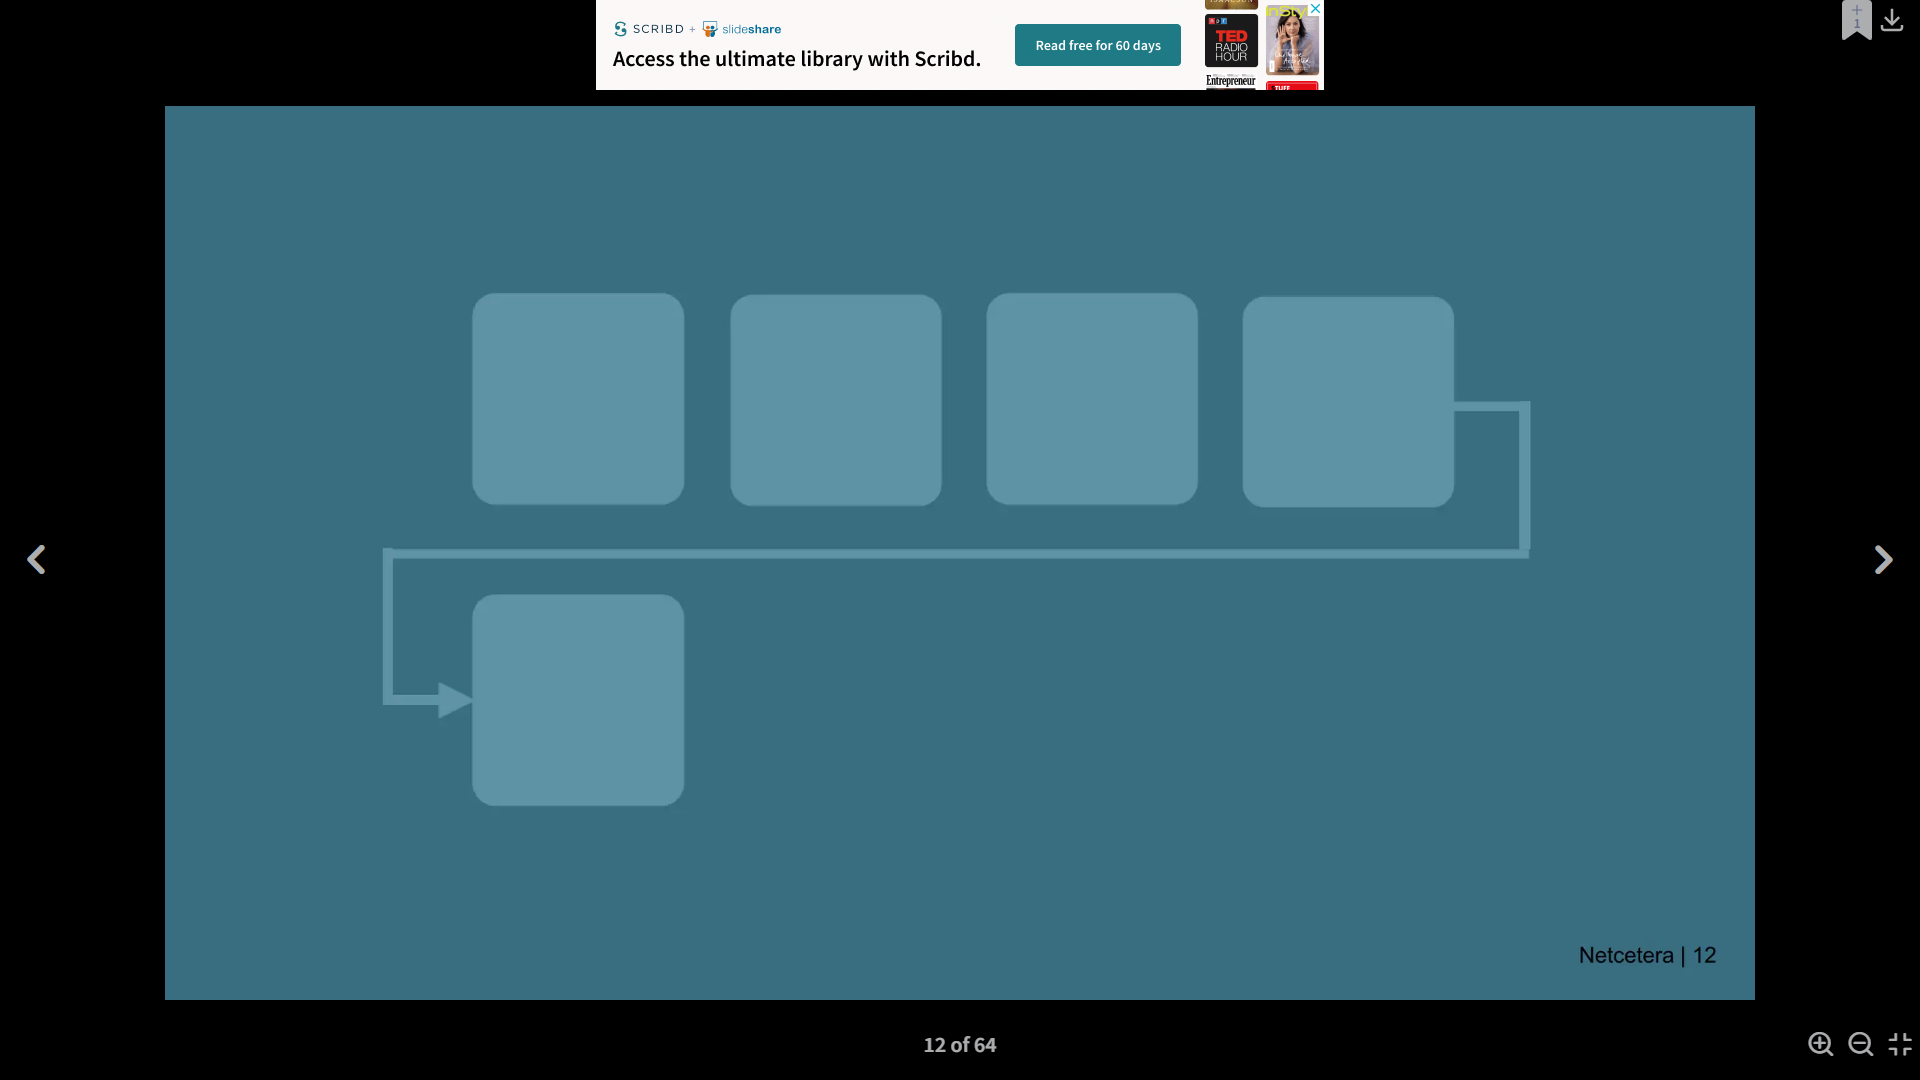 SCRIBD + slideshare
Access the ultimate library with Scribd.
Read free for 60 days
TED
RADIO
HOUR
InSty
Entrepreneur
+
1
Netcetera | 12
12 of 64